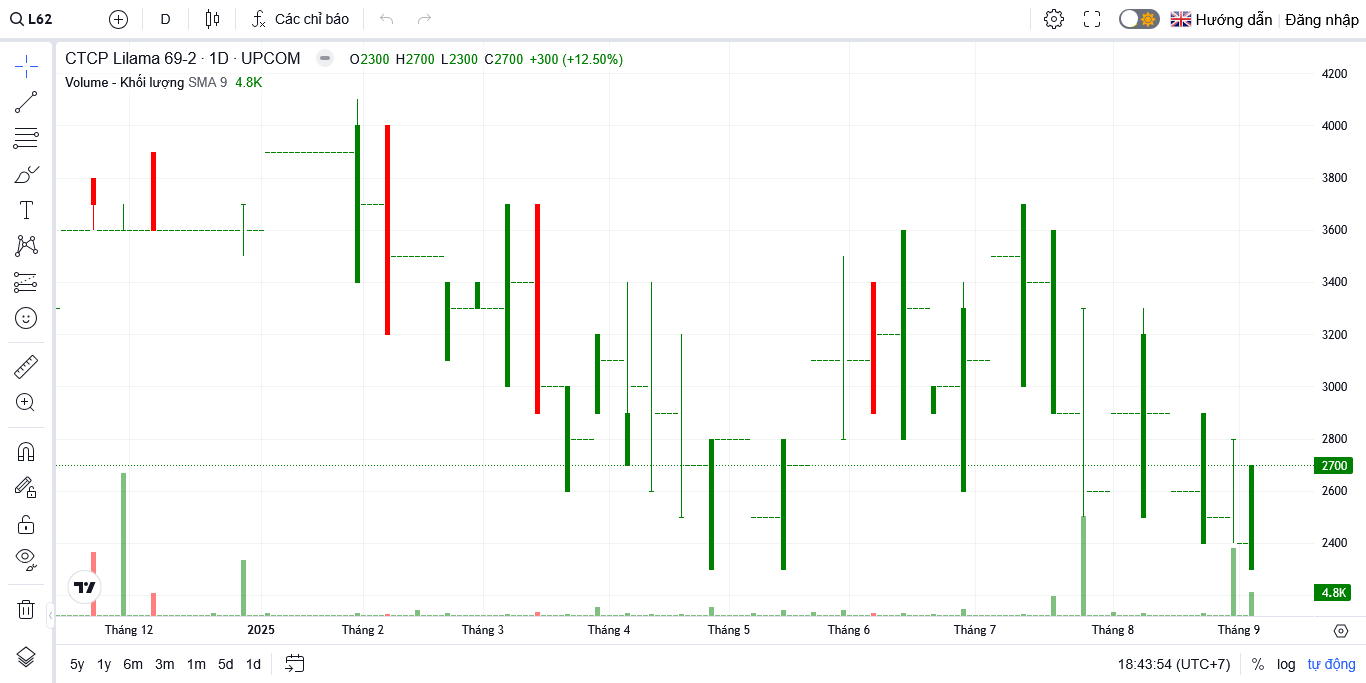 L62 D Các chỉ báo Hướng dẫn Đăng nhập
CTCP Lilama 69-2 · 1D · UPCOM O2300 H2700 L2300 C2700 +300 (+12.50%)
Volume - Khối lượng SMA 9 4.8K
4200
4000
3800
3600
3400
3200
3000
2800
2700
2600
2400
4.8K
Tháng 12 2025 Tháng 2 Tháng 3 Tháng 4 Tháng 5 Tháng 6 Tháng 7 Tháng 8 Tháng 9
5y 1y 6m 3m 1m 5d 1d 18:43:54 (UTC+7) % log tự động